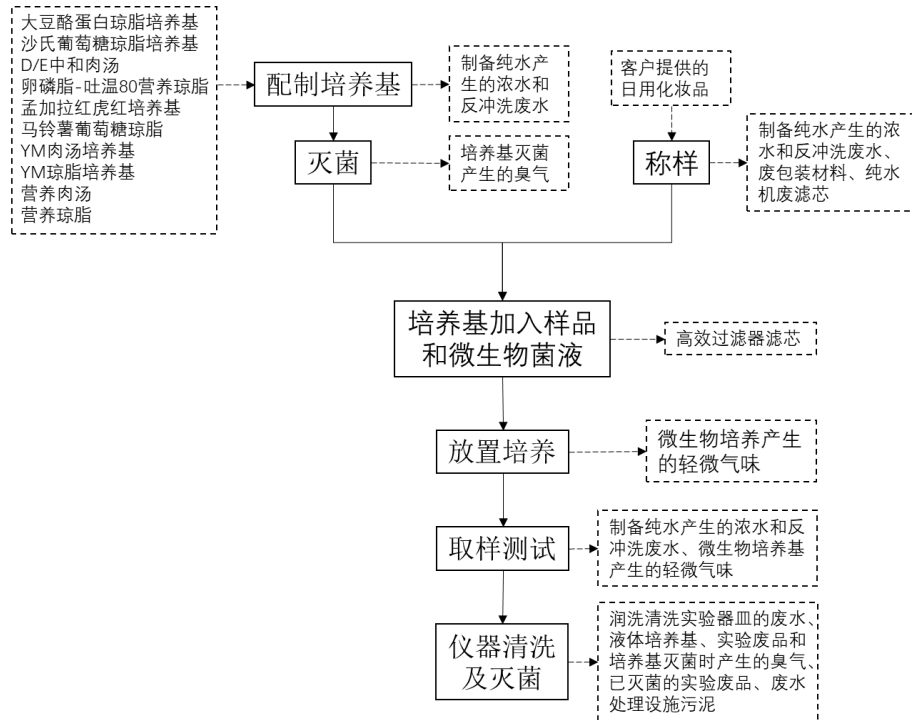 大豆酪蛋白琼脂培养基
沙氏葡萄糖琼脂培养基
D/E中和肉汤
卵磷脂-吐温80营养琼脂
孟加拉红虎红培养基
马铃薯葡萄糖琼脂
YM肉汤培养基
YM琼脂培养基
营养肉汤
营养琼脂
配制培养基
制备纯水产
生的浓水和
反冲洗废水
客户提供的
日用化妆品
灭菌
培养基灭菌
产生的臭气
称样
制备纯水产生的浓
水和反冲洗废水、
废包装材料、纯水
机废滤芯
培养基加入样品
和微生物菌液
高效过滤器滤芯
放置培养
微生物培养产生
的轻微气味
取样测试
制备纯水产生的浓水和反
冲洗废水、微生物培养基
产生的轻微气味
仪器清洗
及灭菌
润洗清洗实验器皿的废水、
液体培养基、实验废品和
培养基灭菌时产生的臭气、
已灭菌的实验废品、废水
处理设施污泥